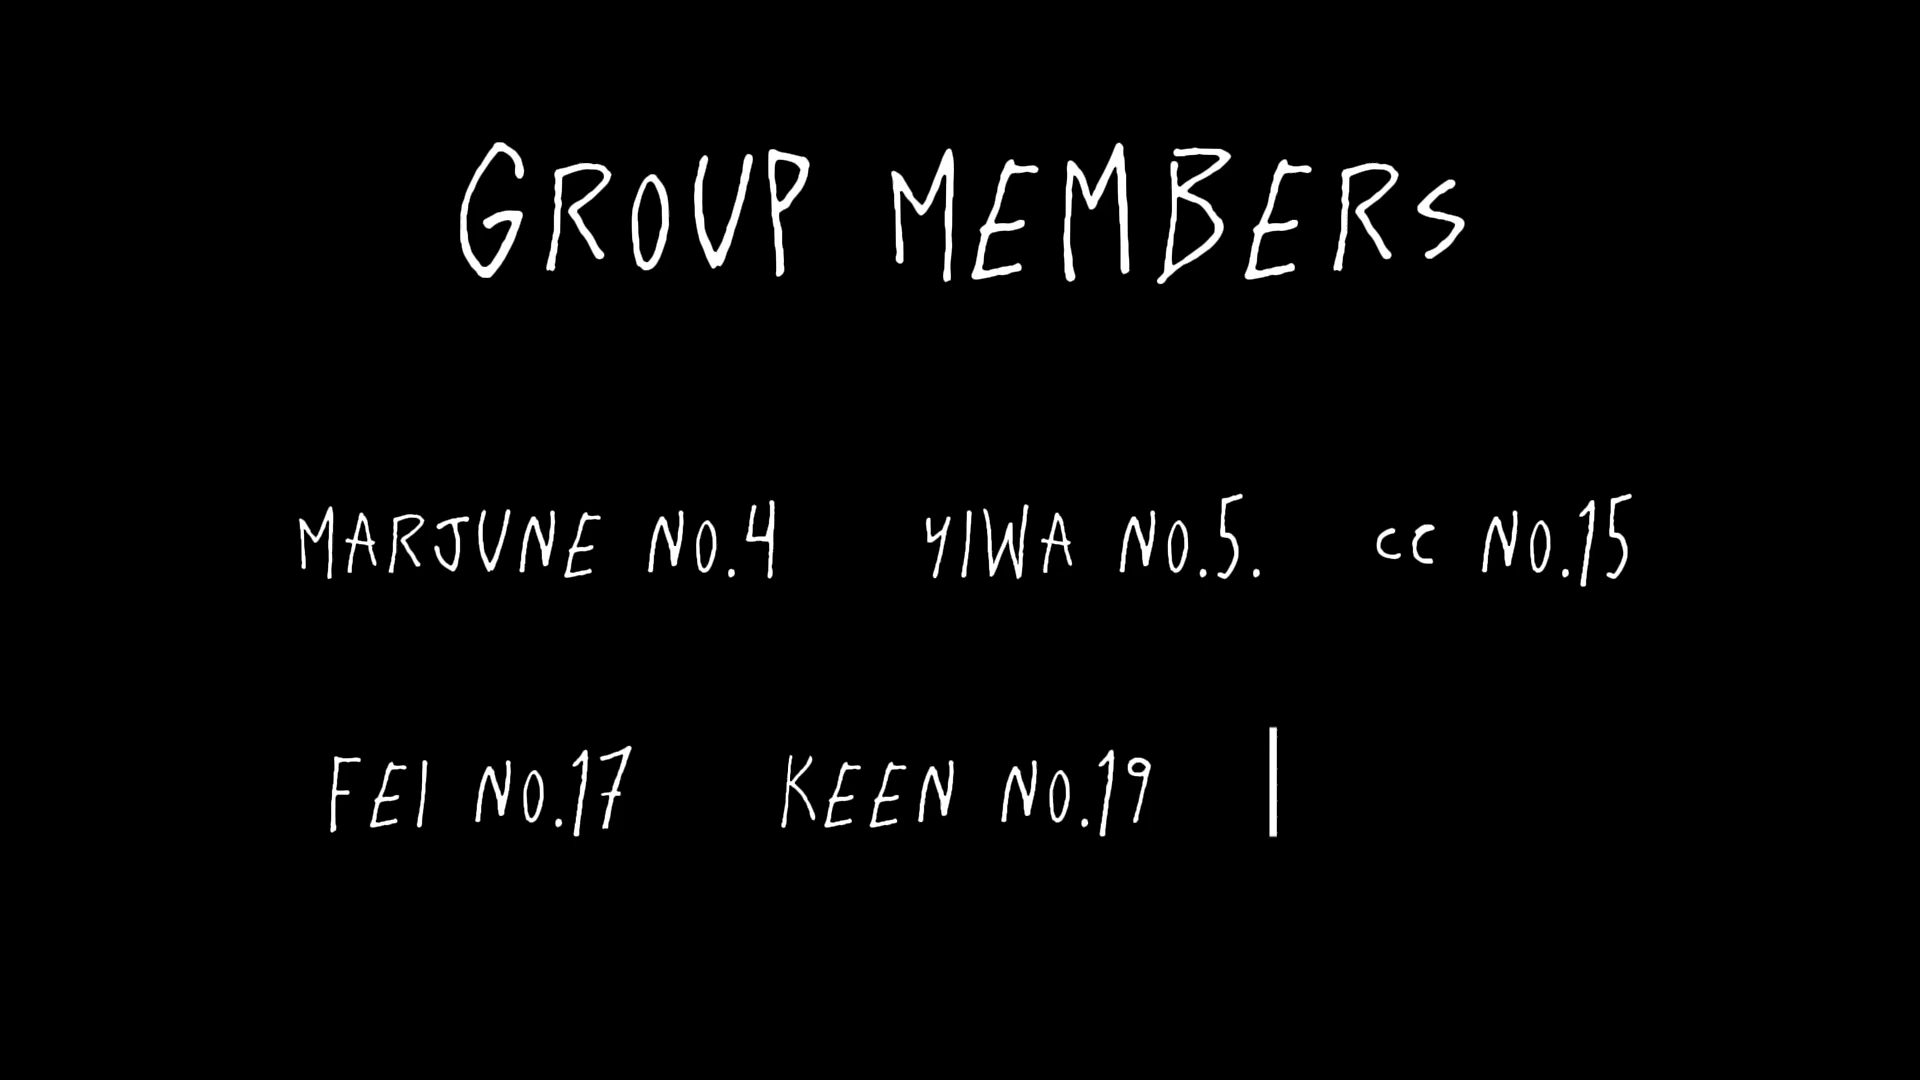 GROUP MEMBERS
MARJUNE NO.4 YIWA NO.5. CC NO.15
FEI NO.17 KEEN NO.19